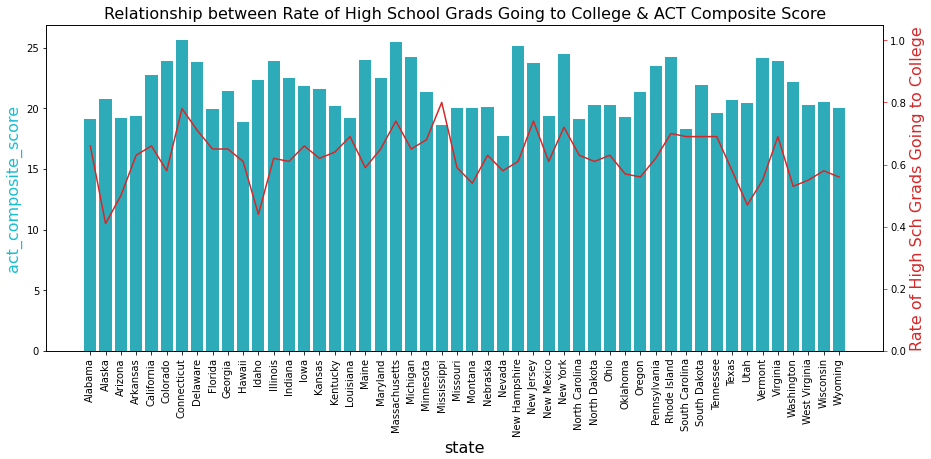 Relationship between Rate of High School Grads Going to College & ACT Composite Score
act_composite_score
25
20
15
10
5
0
Rate of High Sch Grads Going to College
1.0
0.8
0.6
0.4
0.2
0.0
Alabama
Alaska
Arizona
Arkansas
California
Colorado
Connecticut
Delaware
Florida
Georgia
Hawaii
Idaho
Illinois
Indiana
Iowa
Kansas
Kentucky
Louisiana
Maine
Maryland
Massachusetts
Michigan
Minnesota
Mississippi
Missouri
Montana
Nebraska
Nevada
New Hampshire
New Jersey
New Mexico
New York
North Carolina
North Dakota
Ohio
Oklahoma
Oregon
Pennsylvania
Rhode Island
South Carolina
South Dakota
Tennessee
Texas
Utah
Vermont
Virginia
Washington
West Virginia
Wisconsin
Wyoming
state